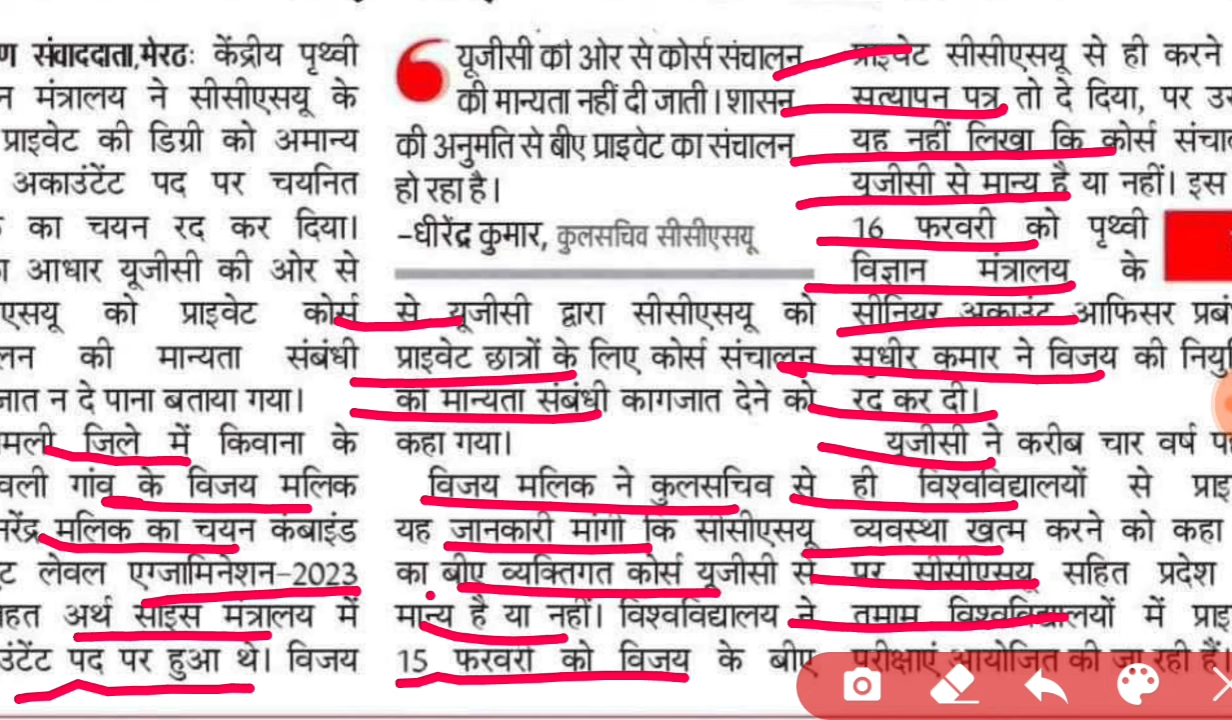 ण संवाददाता,मेरठः केंद्रीय पृथ्वी
न मंत्रालय ने सीसीएसयू के
प्राइवेट की डिग्री को अमान्य
अकाउंटेंट पद पर चयनित
का चयन रद कर दिया।
ा आधार यूजीसी की ओर से
एसयू को प्राइवेट कोर्स
लन की मान्यता संबंधी
जात न दे पाना बताया गया।
मली जिले में किवाना के
वली गांव के विजय मलिक
नरेंद्र मलिक का चयन कंबाइंड
ट लेवल एग्जामिनेशन-2023
हत अर्थ साइंस मंत्रालय में
उंटेंट पद पर हुआ थे। विजय
यूजीसी की ओर से कोर्स संचालन
की मान्यता नहीं दी जाती। शासन
की अनुमति से बीए प्राइवेट का संचालन
हो रहा है।
-धीरेंद्र कुमार, कुलसचिव सीसीएसयू
से यूजीसी द्वारा सीसीएसयू को
प्राइवेट छात्रों के लिए कोर्स संचालन
की मान्यता संबंधी कागजात देने को
कहा गया।
विजय मलिक ने कुलसचिव से
यह जानकारी मांगी कि सीसीएसयू
का बीए व्यक्तिगत कोर्स यूजीसी से
मान्य है या नहीं। विश्वविद्यालय ने
15 फरवरी को विजय के बीए
प्राइवेट सीसीएसयू से ही करने
सत्यापन पत्र तो दे दिया, पर उ
यह नहीं लिखा कि कोर्स संचा
यूजीसी से मान्य है या नहीं। इस
16 फरवरी को पृथ्वी
विज्ञान मंत्रालय के
सीनियर अकाउंट आफिसर प्रब
सुधीर कुमार ने विजय की नियु
रद कर दी।
यूजीसी ने करीब चार वर्ष प
ही विश्वविद्यालयों से प्राइ
व्यवस्था खत्म करने को कहा
पर सीसीएसयू सहित प्रदेश
तमाम विश्वविद्यालयों में प्राइ
परीक्षाएं आयोजित की जा रही हैं।